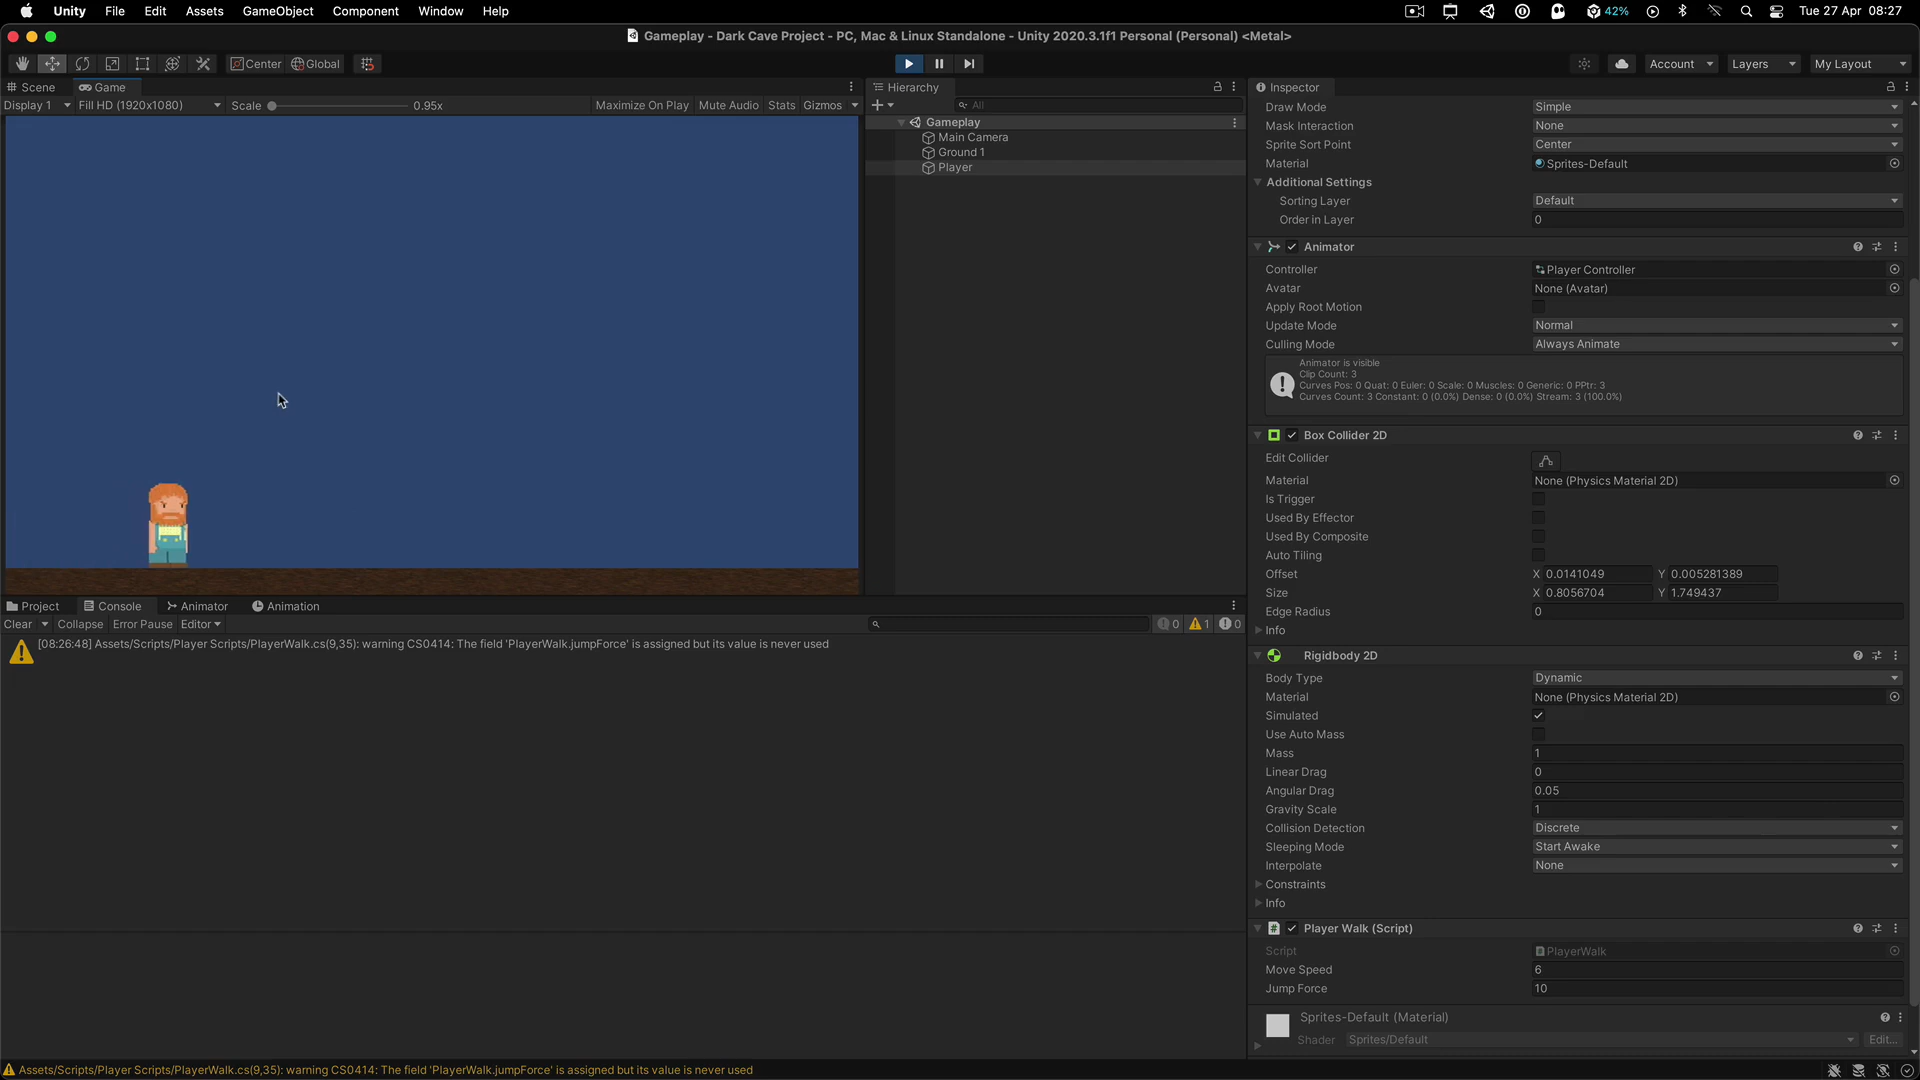 Unity File Edit Assets GameObject Component Window Help 42% Tue 27 Apr 08:27
Gameplay - Dark Cave Project - PC, Mac & Linux Standalone - Unity 2020.3.1f1 Personal (Personal) <Metal>
Center Global Account Layers My Layout
Scene Game Hierarchy Inspector
Display 1 Fill HD (1920x1080) Scale 0.95x Maximize On Play Mute Audio Stats Gizmos All
Gameplay
Main Camera
Ground 1
Player
Draw Mode Simple
Mask Interaction None
Sprite Sort Point Center
Material Sprites-Default
Additional Settings
Sorting Layer Default
Order in Layer 0
Animator
Controller Player Controller
Avatar None (Avatar)
Apply Root Motion
Update Mode Normal
Culling Mode Always Animate
Animator is visible
Clip Count: 3
Curves Pos: 0 Quat: 0 Euler: 0 Scale: 0 Muscles: 0 Generic: 0 PPtr: 3
Curves Count: 3 Constant: 0 (0.0%) Dense: 0 (0.0%) Stream: 3 (100.0%)
Box Collider 2D
Edit Collider
Material None (Physics Material 2D)
Is Trigger
Used By Effector
Used By Composite
Auto Tiling
Offset X 0.0141049 Y 0.005281389
Size X 0.8056704 Y 1.749437
Edge Radius 0
Info
Rigidbody 2D
Body Type Dynamic
Material None (Physics Material 2D)
Simulated
Use Auto Mass
Mass 1
Linear Drag 0
Angular Drag 0.05
Gravity Scale 1
Collision Detection Discrete
Sleeping Mode Start Awake
Interpolate None
Constraints
Info
Player Walk (Script)
Script PlayerWalk
Move Speed 6
Jump Force 10
Sprites-Default (Material)
Shader Sprites/Default Edit...
Project Console Animator Animation
Clear Collapse Error Pause Editor 0 1 0
[08:26:48] Assets/Scripts/Player Scripts/PlayerWalk.cs(9,35): warning CS0414: The field 'PlayerWalk.jumpForce' is assigned but its value is never used
Assets/Scripts/Player Scripts/PlayerWalk.cs(9,35): warning CS0414: The field 'PlayerWalk.jumpForce' is assigned but its value is never used